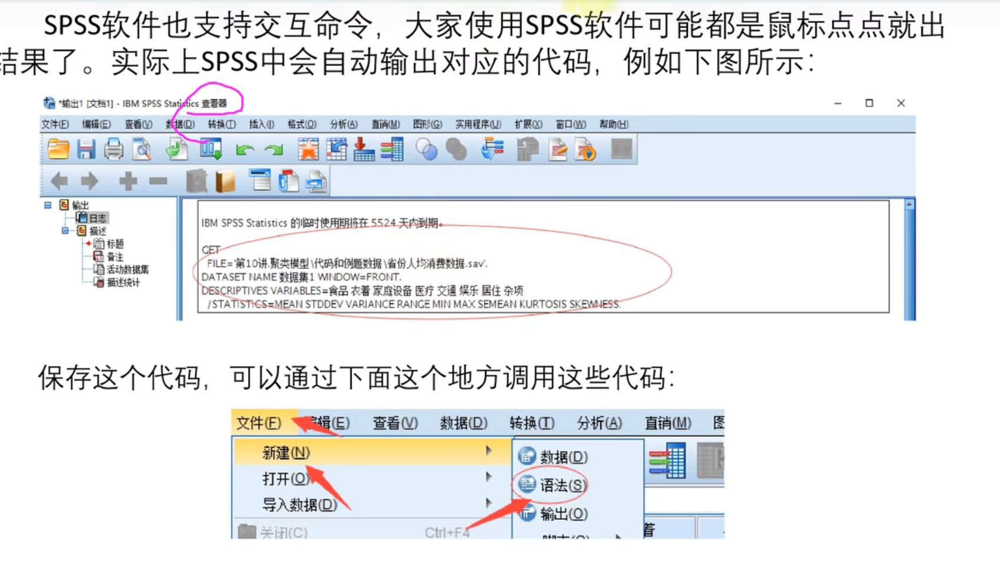 SPSS软件也支持交互命令，大家使用SPSS软件可能都是鼠标点点就出
结果了。实际上SPSS中会自动输出对应的代码，例如下图所示：
*输出1 [文档1] - IBM SPSS Statistics 查看器
文件(F) 编辑(E) 查看(V) 数据(D) 转换(T) 插入(I) 格式(O) 分析(A) 直销(M) 图形(G) 实用程序(U) 扩展(X) 窗口(W) 帮助(H)
输出
日志
描述
标题
备注
活动数据集
描述统计
IBM SPSS Statistics 的临时使用期将在 5524 天内到期。
GET
FILE='第10讲.聚类模型\代码和例题数据\省份人均消费数据.sav'.
DATASET NAME 数据集1 WINDOW=FRONT.
DESCRIPTIVES VARIABLES=食品 衣着 家庭设备 医疗 交通 娱乐 居住 杂项
/STATISTICS=MEAN STDDEV VARIANCE RANGE MIN MAX SEMEAN KURTOSIS SKEWNESS.
保存这个代码，可以通过下面这个地方调用这些代码：
文件(F) 编辑(E) 查看(V) 数据(D) 转换(T) 分析(A) 直销(M) 图
新建(N)
打开(O)
导入数据(D)
关闭(C) Ctrl+F4
数据(D)
语法(S)
输出(O)
着